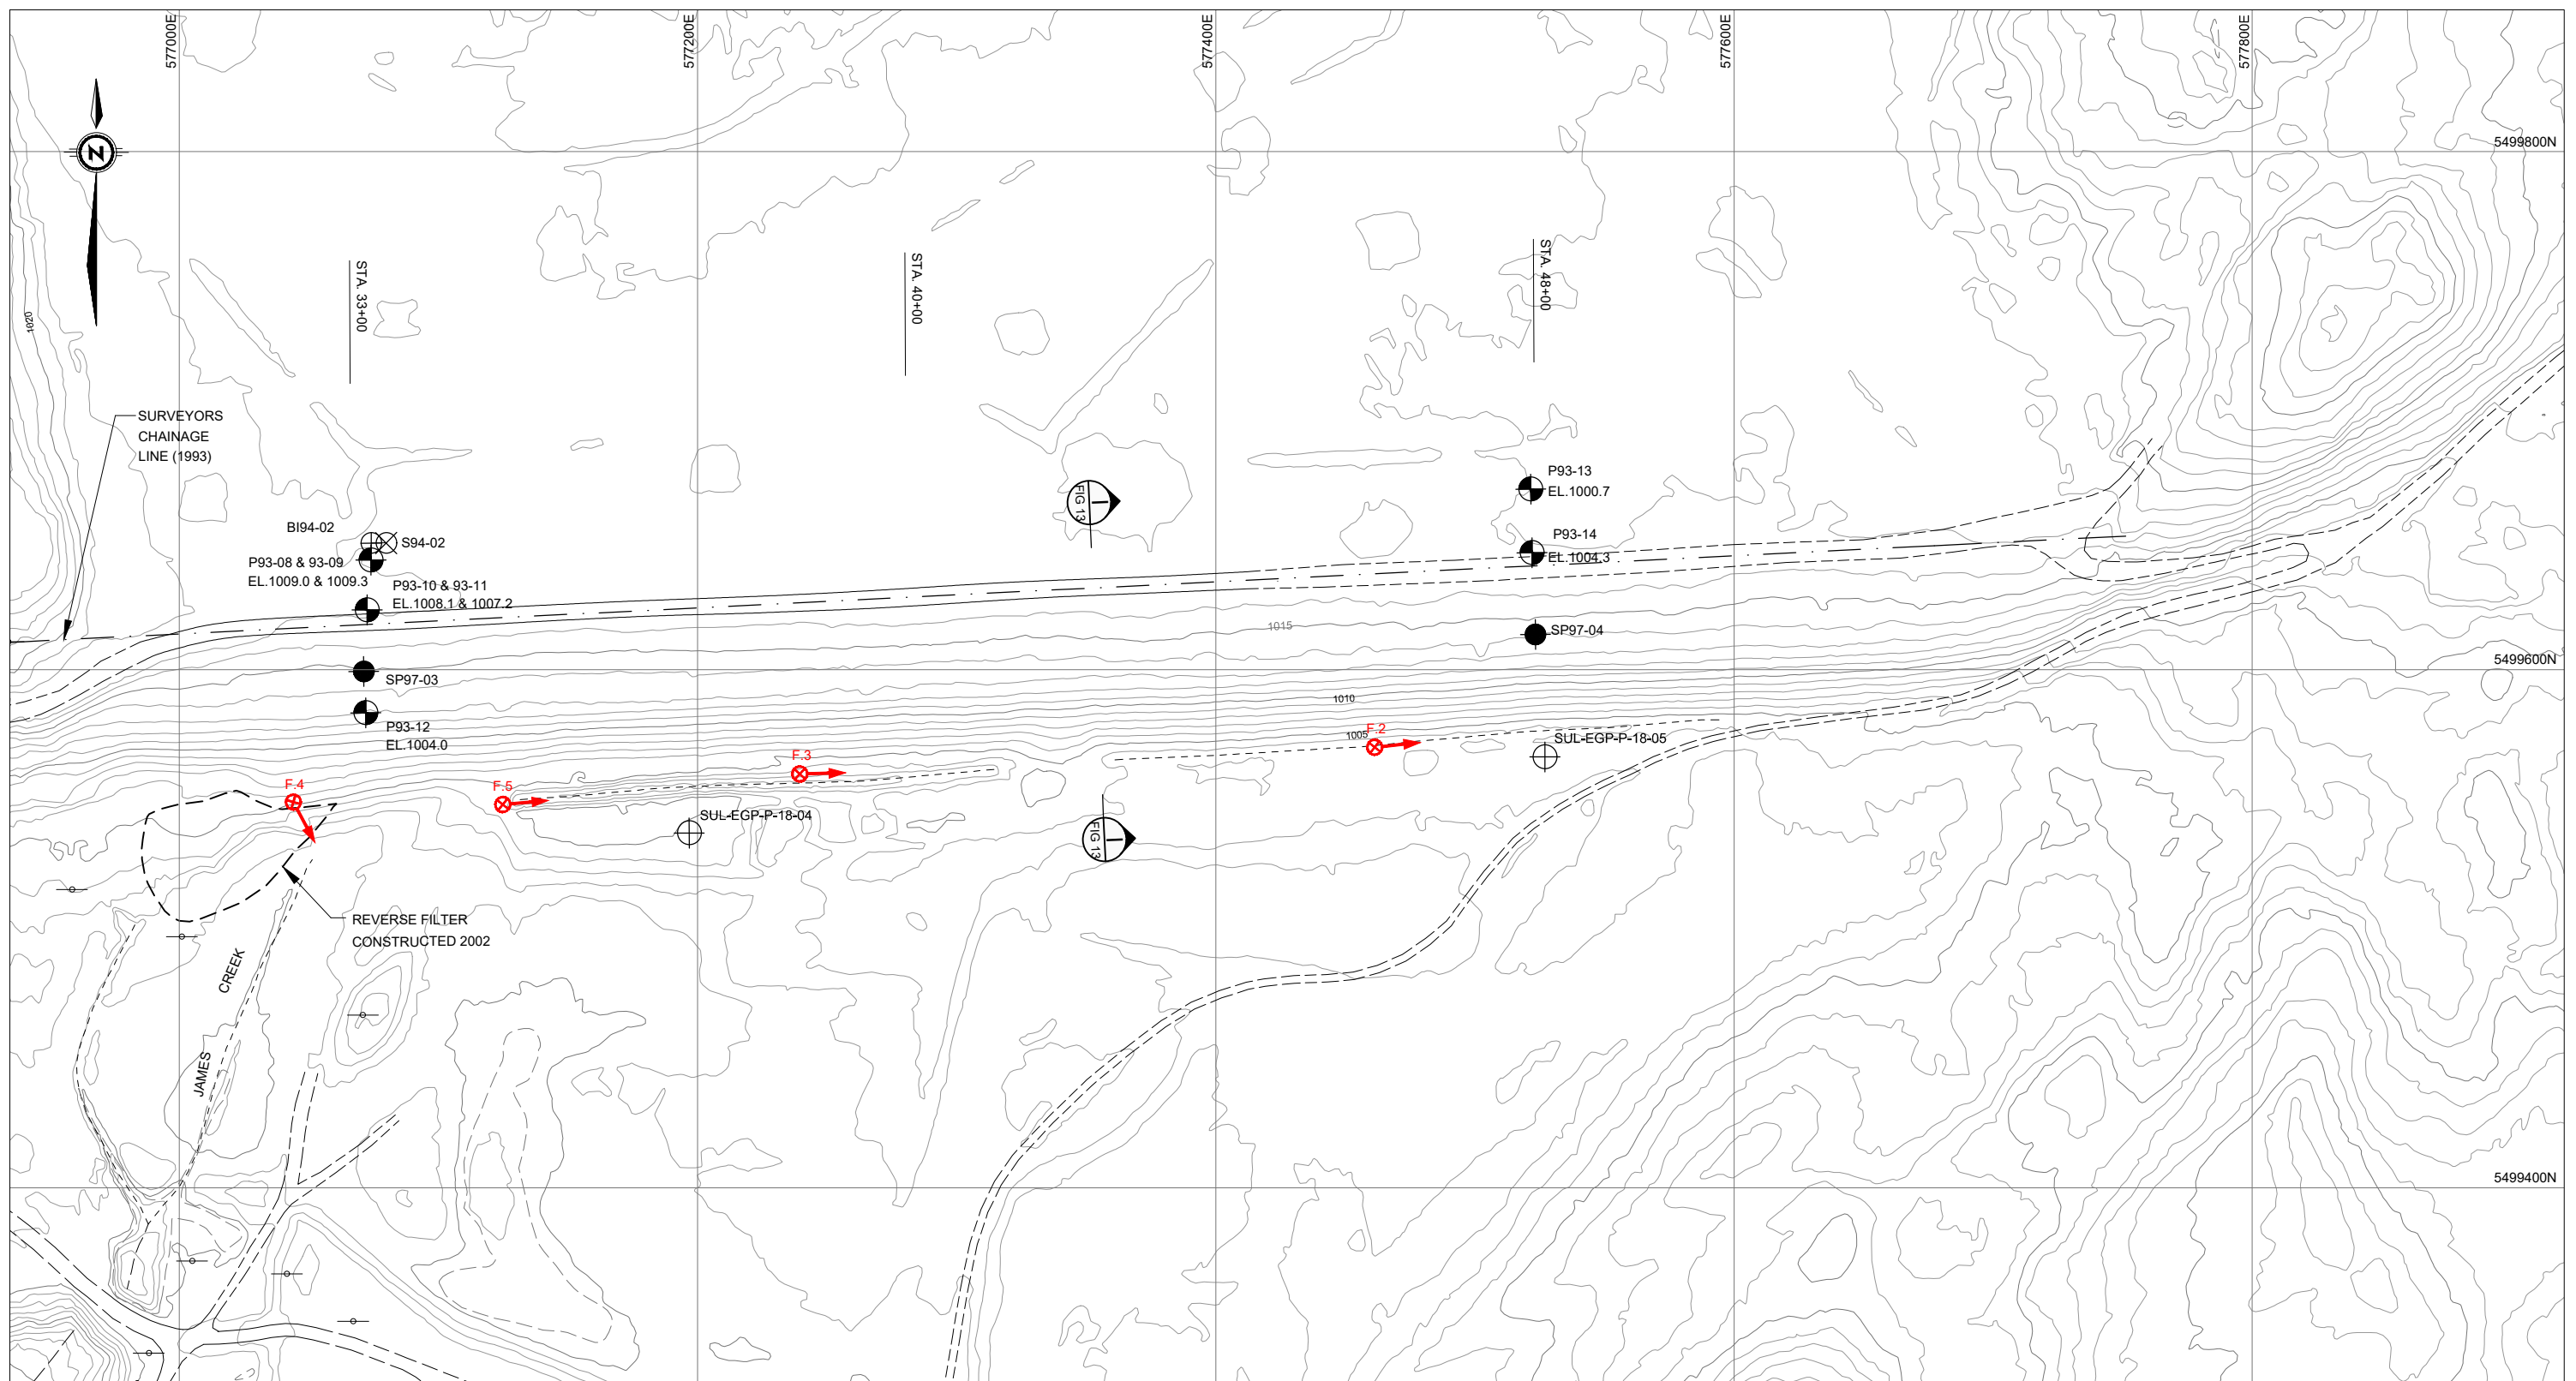 577000E
577200E
577400E
577600E
577800E
5499800N
N
STA. 33+00
STA. 40+00
STA. 48+00
1020
SURVEYORS
CHAINAGE
LINE (1993)
P93-13
EL.1000.7
FIG 13
I
BI94-02
S94-02
P93-14
EL.1004.3
P93-08 & 93-09
EL.1009.0 & 1009.3
P93-10 & 93-11
EL.1008.1 & 1007.2
1015
SP97-04
5499600N
SP97-03
1010
P93-12
EL.1004.0
F.2
1005
SUL-EGP-P-18-05
F.3
F.4
F.5
SUL-EGP-P-18-04
FIG 13
I
REVERSE FILTER
CONSTRUCTED 2002
JAMES CREEK
5499400N